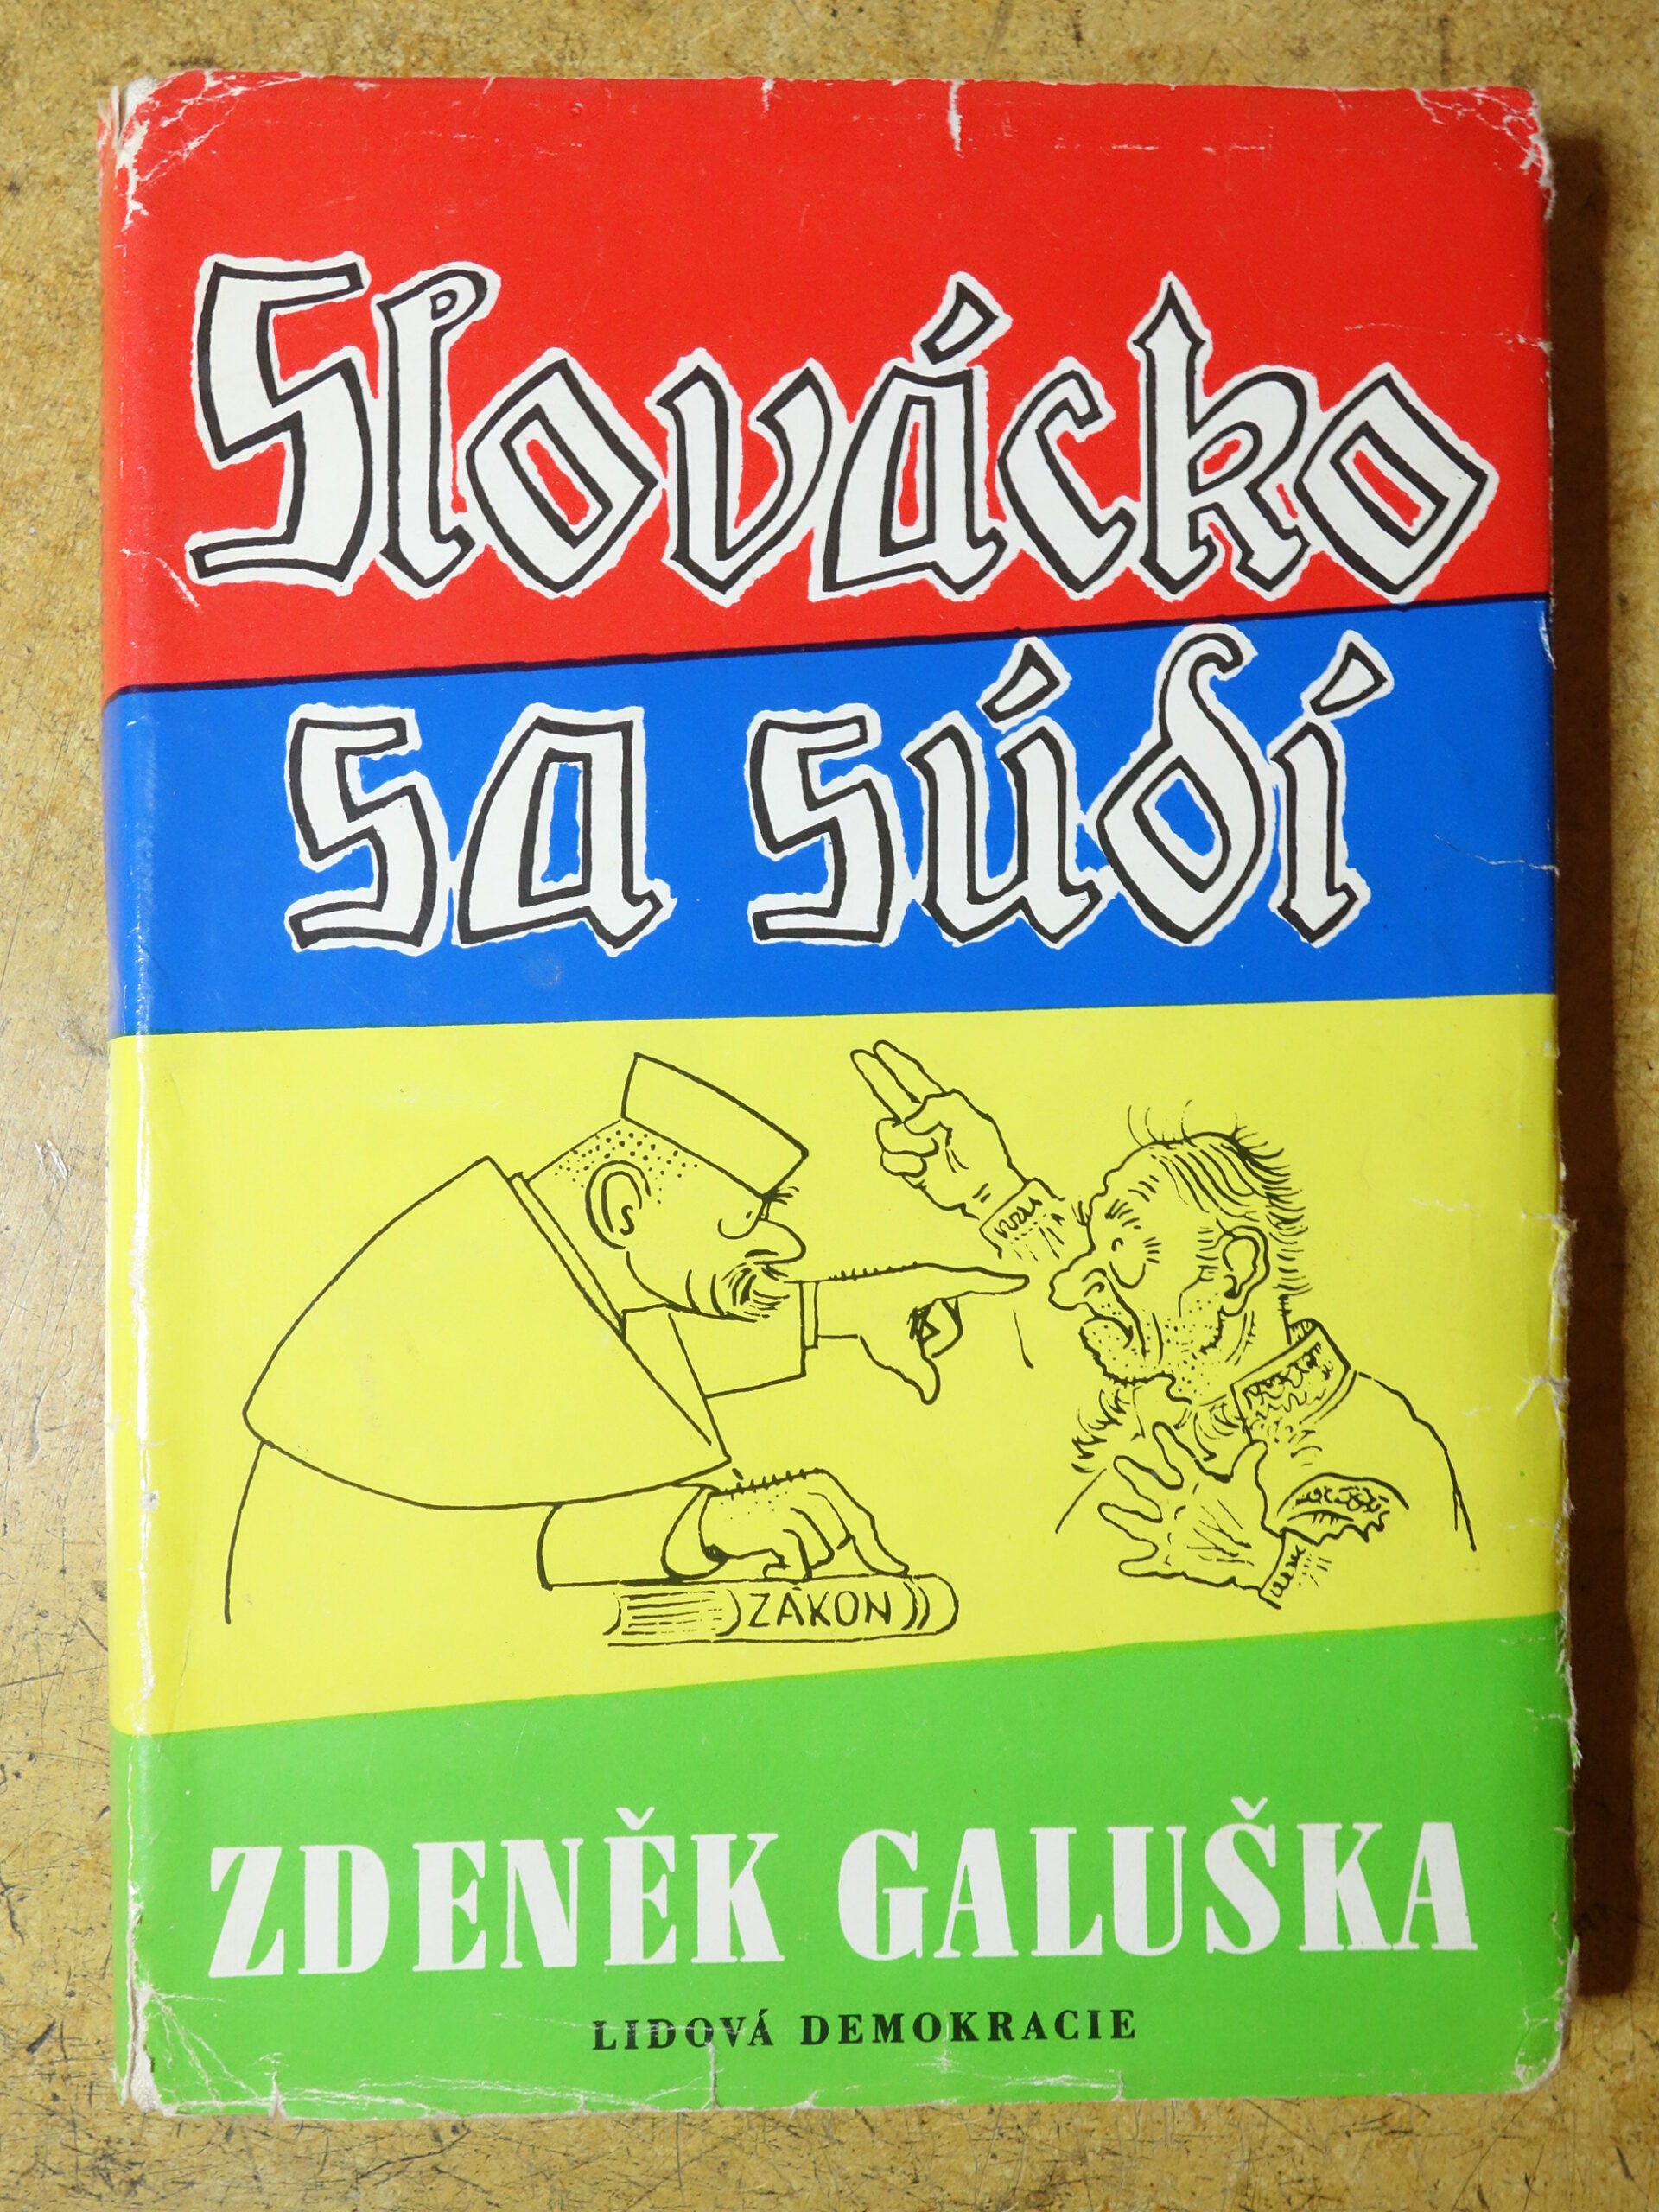 Slovácko
sa súdí
ZÁKON
ZDENĚK GALUŠKA
LIDOVÁ DEMOKRACIE